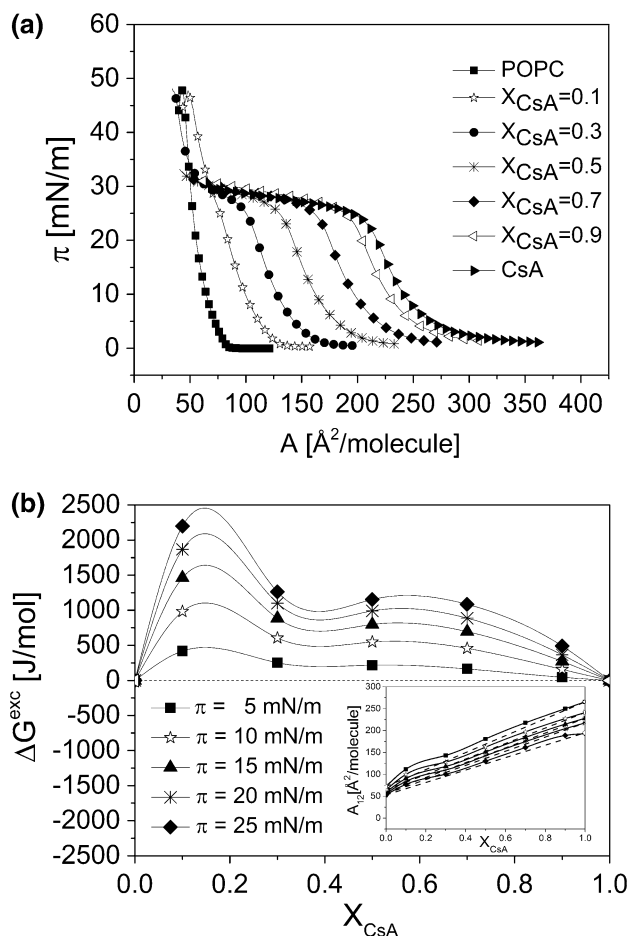 (a)
60
50
40
30
20
10
0
π [mN/m]
POPC
X_CsA=0.1
X_CsA=0.3
X_CsA=0.5
X_CsA=0.7
X_CsA=0.9
CsA
0 50 100 150 200 250 300 350 400
A [Å²/molecule]
(b)
2500
2000
1500
1000
500
0
-500
-1000
-1500
-2000
-2500
ΔG^exc [J/mol]
π = 5 mN/m
π = 10 mN/m
π = 15 mN/m
π = 20 mN/m
π = 25 mN/m
300
250
200
150
100
50
0
A₁₂[Å²/molecule]
0.0 0.2 0.4 0.6 0.8 1.0
X_CsA
0.0 0.2 0.4 0.6 0.8 1.0
X_CsA